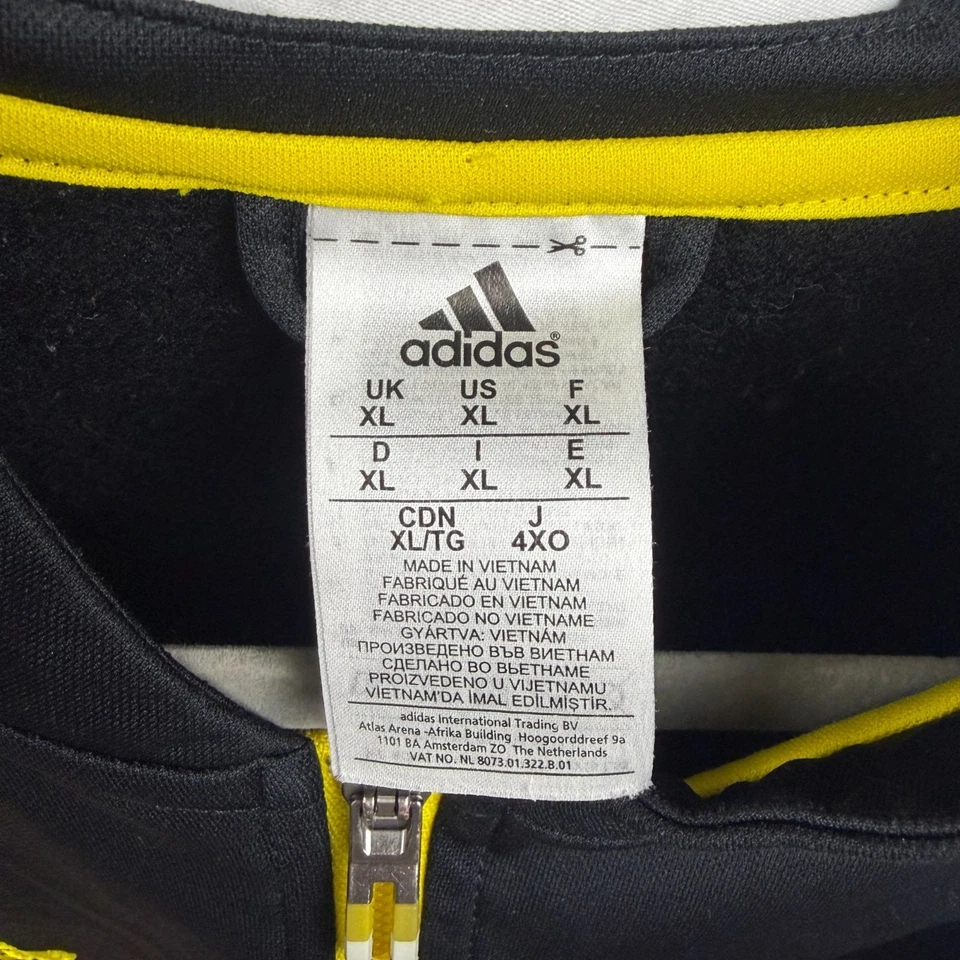 adidas®
UK US F
XL XL XL
D I E
XL XL XL
CDN J
XL/TG 4XO
MADE IN VIETNAM
FABRIQUÉ AU VIETNAM
FABRICADO EN VIETNAM
FABRICADO NO VIETNAME
GYÁRTVA: VIETNÁM
ПРОИЗВЕДЕНО ВЪВ ВИЕТНАМ
СДЕЛАНО ВО ВЬЕТНАМЕ
PROIZVEDENO U VIJETNAMU
VİETNAM'DA İMAL EDİLMİŞTİR.
adidas International Trading BV
Atlas Arena -Afrika Building Hoogoorddreef 9a
1101 BA Amsterdam ZO The Netherlands
VAT NO. NL 8073.01.322.B.01